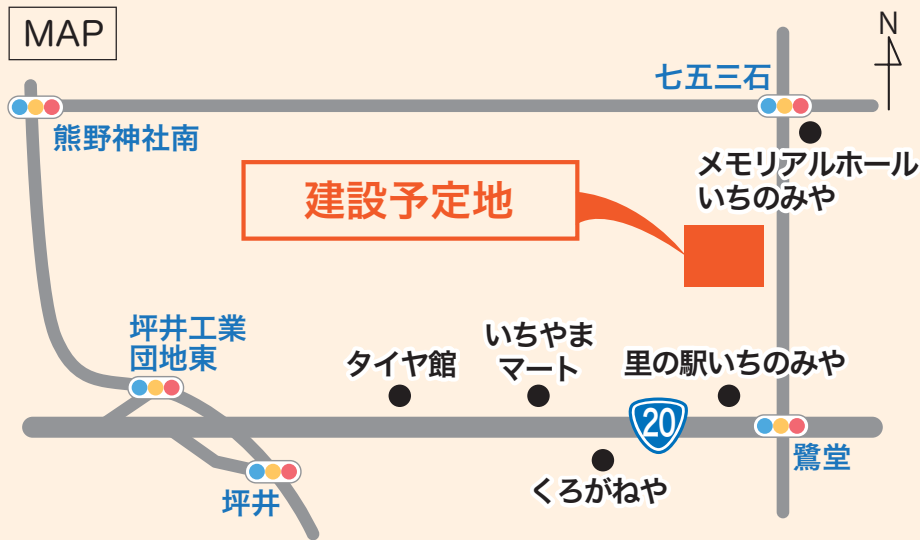 MAP
N
七五三石
熊野神社南
メモリアルホール
いちのみや
建設予定地
坪井工業
団地東
いちやま
マート
タイヤ館
里の駅いちのみや
20
鷺堂
くろがねや
坪井